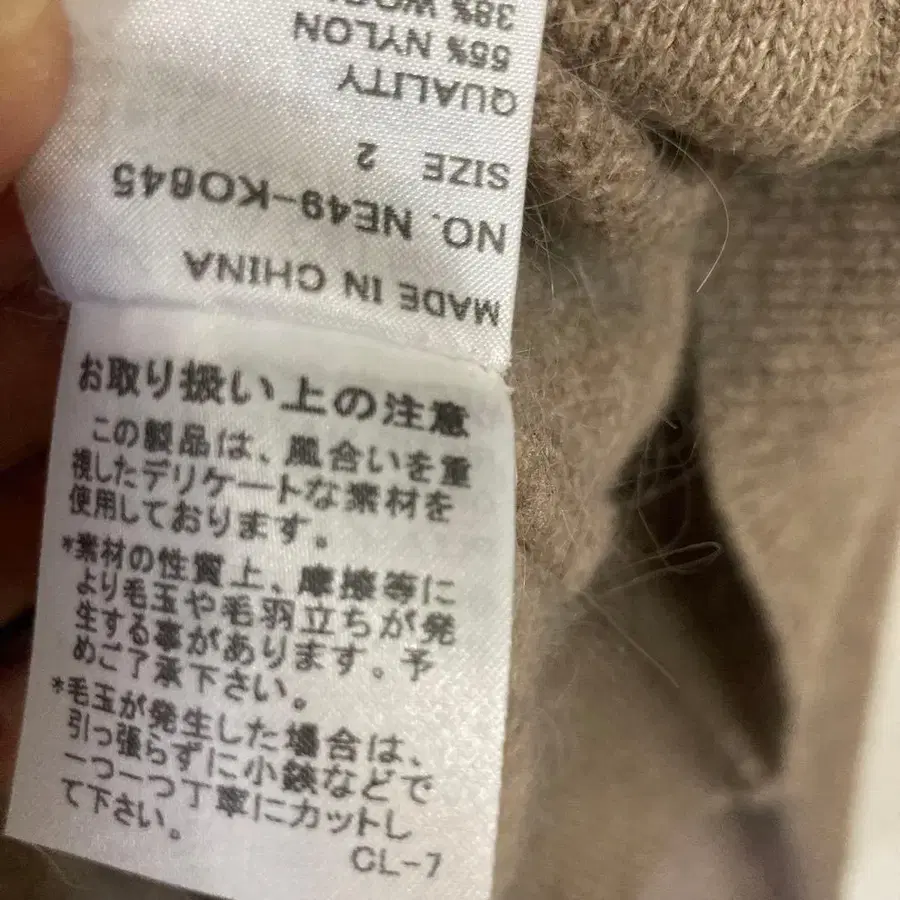 MADE IN CHINA
NO. NE49-KO845
SIZE 2
QUALITY
55% NYLON
38%
お取り扱い上の注意
この製品は、風合いを重
視したデリケートな素材を
使用しております。
*素材の性質上、摩擦等に
より毛玉や毛羽立ちが発
生する事があります。予
めご了承下さい。
*毛玉が発生した場合は、
引っ張らずに小鋏などで
一つ一つ丁寧にカットし
て下さい。
CL-7